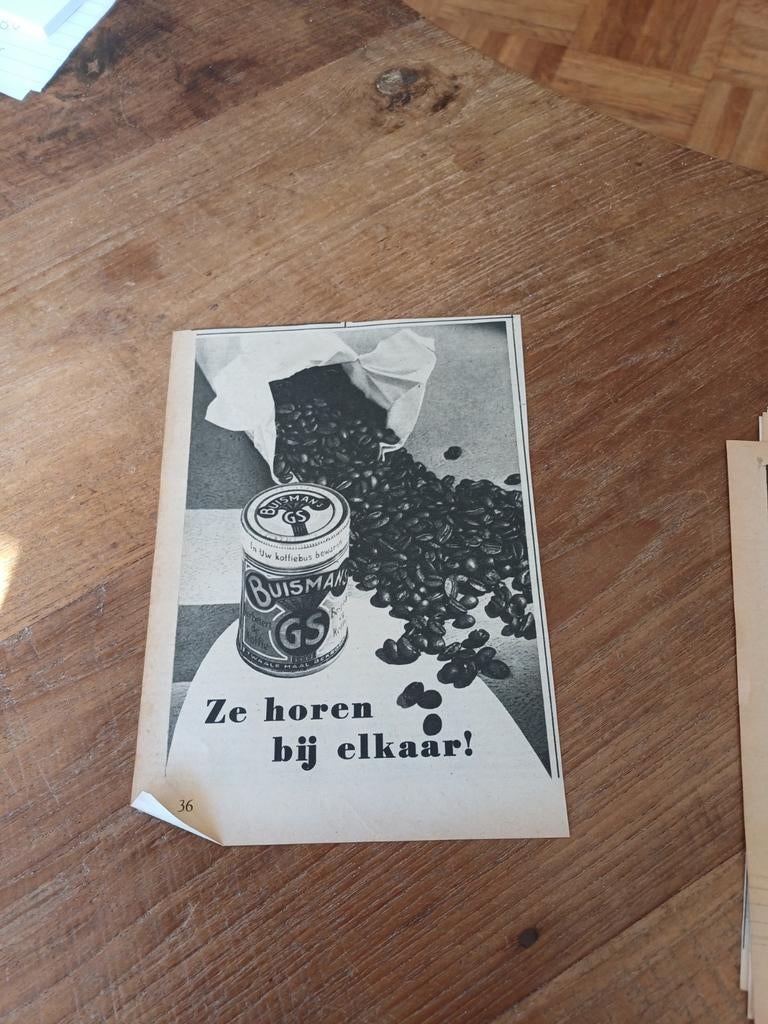 BUISMAN'S
GS
In Uw koffiebus bewaren
BUISMAN'S
GS
Ze horen
bij elkaar!
36